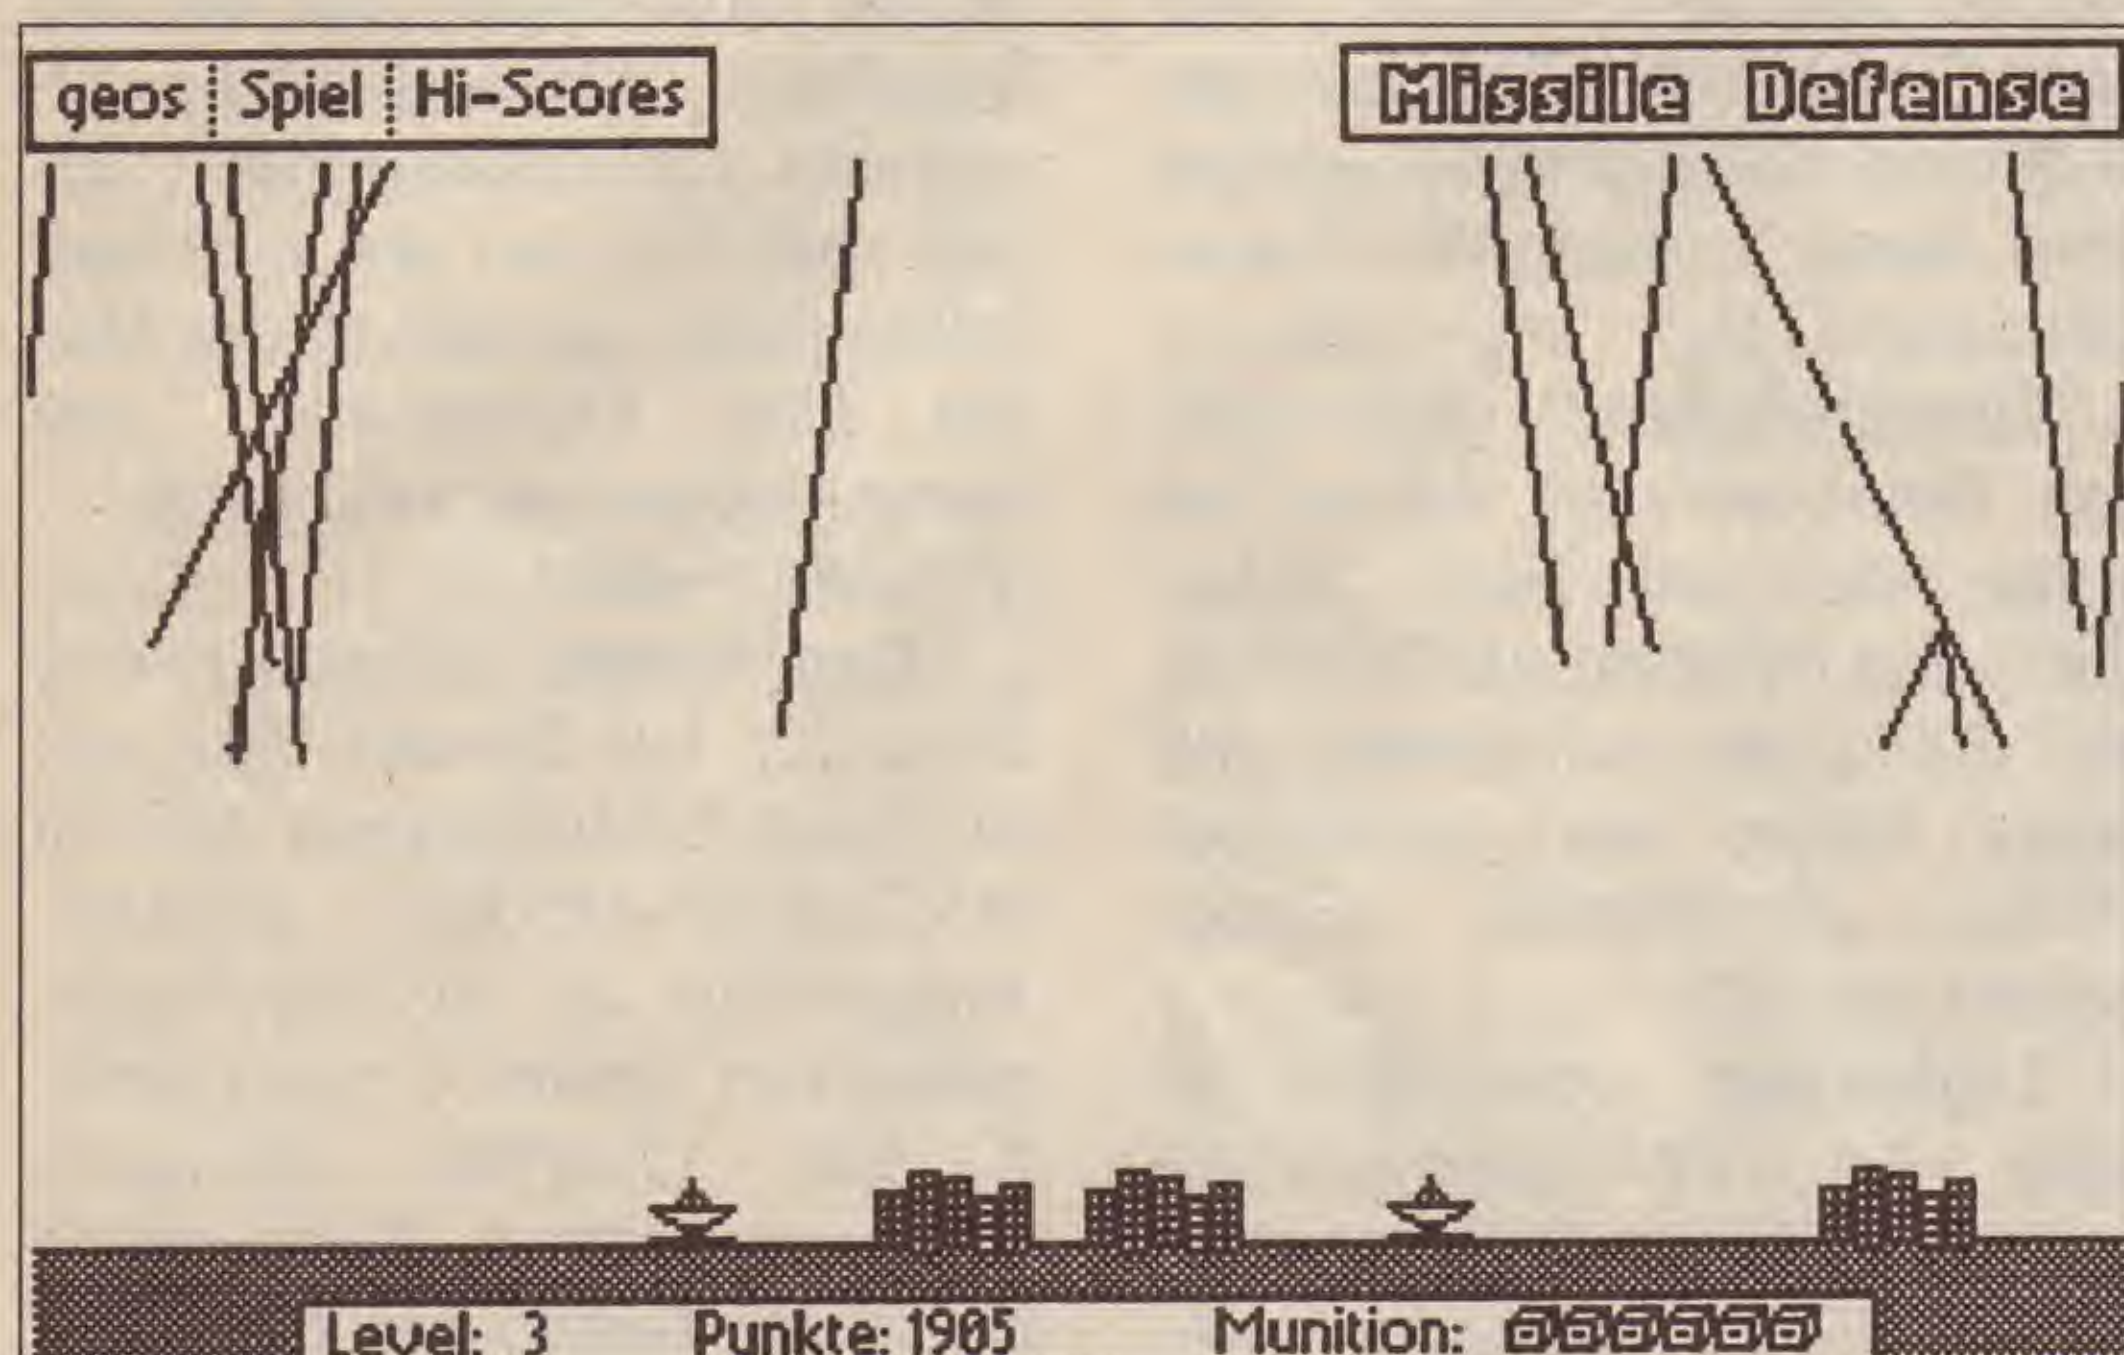 geos Spiel Hi-Scores
Missile Defense
Level: 3 Punkte: 1905 Munition: